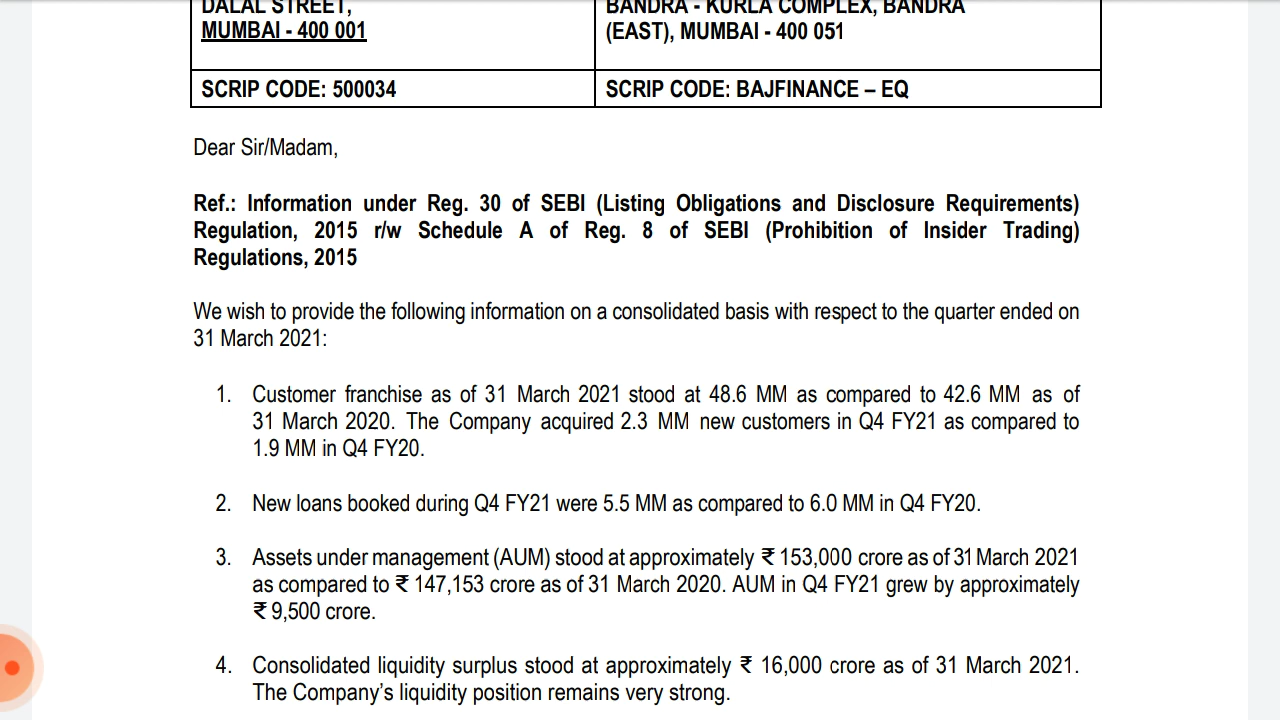 DALAL STREET,
MUMBAI - 400 001
BANDRA - KURLA COMPLEX, BANDRA
(EAST), MUMBAI - 400 051
SCRIP CODE: 500034
SCRIP CODE: BAJFINANCE – EQ
Dear Sir/Madam,
Ref.: Information under Reg. 30 of SEBI (Listing Obligations and Disclosure Requirements)
Regulation, 2015 r/w Schedule A of Reg. 8 of SEBI (Prohibition of Insider Trading)
Regulations, 2015
We wish to provide the following information on a consolidated basis with respect to the quarter ended on
31 March 2021:
1. Customer franchise as of 31 March 2021 stood at 48.6 MM as compared to 42.6 MM as of
31 March 2020. The Company acquired 2.3 MM new customers in Q4 FY21 as compared to
1.9 MM in Q4 FY20.
2. New loans booked during Q4 FY21 were 5.5 MM as compared to 6.0 MM in Q4 FY20.
3. Assets under management (AUM) stood at approximately ₹ 153,000 crore as of 31 March 2021
as compared to ₹ 147,153 crore as of 31 March 2020. AUM in Q4 FY21 grew by approximately
₹ 9,500 crore.
4. Consolidated liquidity surplus stood at approximately ₹ 16,000 crore as of 31 March 2021.
The Company’s liquidity position remains very strong.